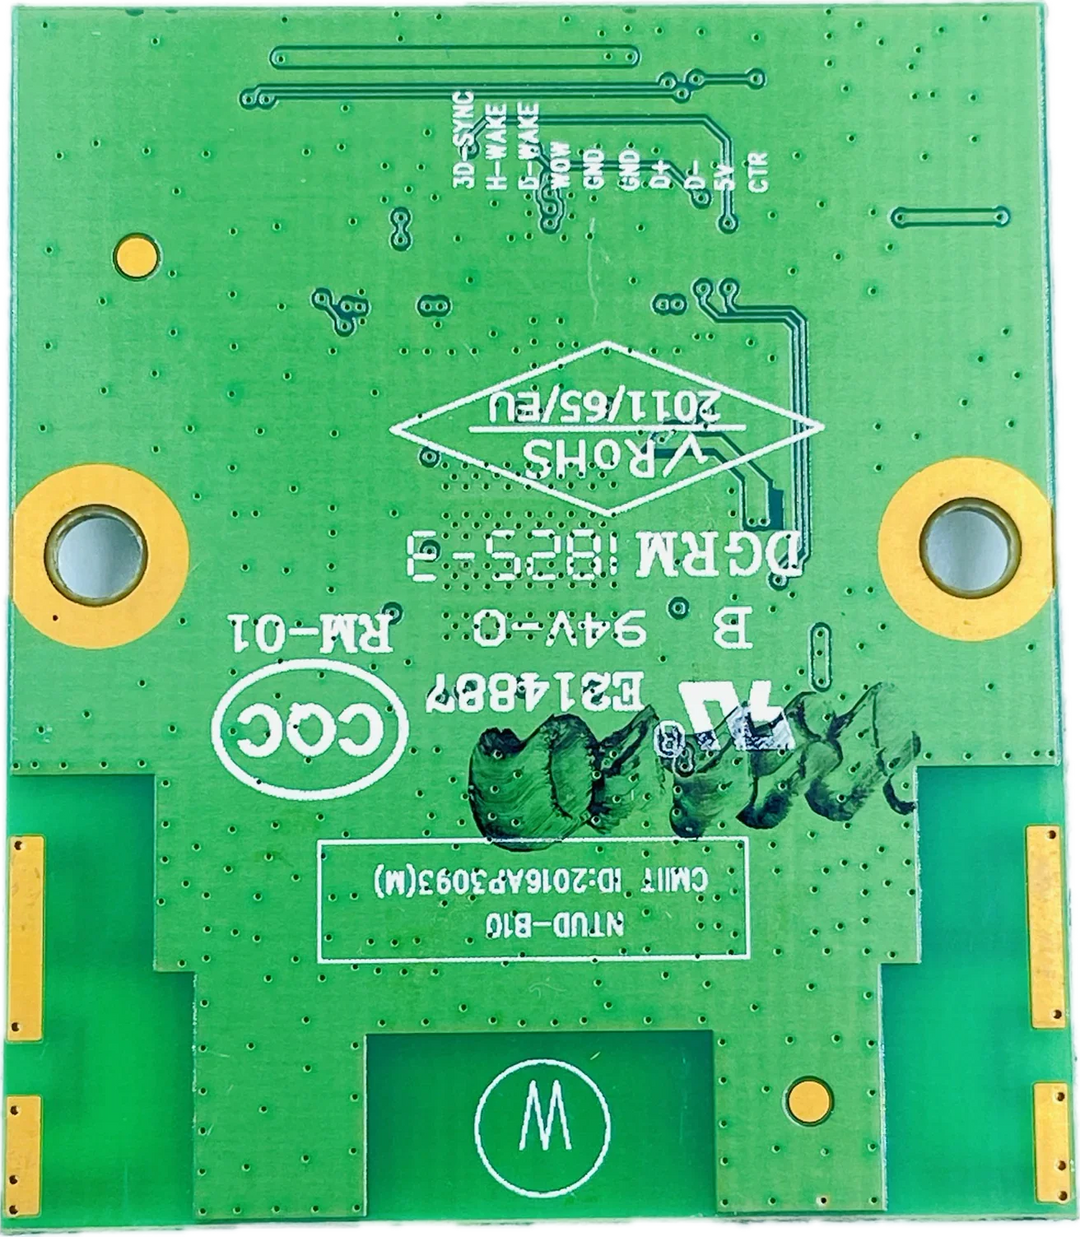 3D-SYNC
H-WAKE
D-WAKE
WOW
GND
GND
D+
D-
5V
CTR
√RoHS
2011/65/EU
DGRM 1825-3
B 94V-0 RM-01
E214887
CQC
CMIIT ID:2016AP3093(M)
NTUD-B10
W